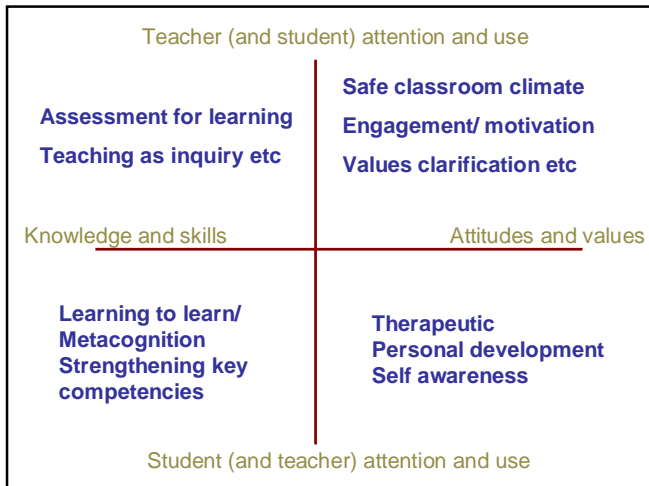 Teacher (and student) attention and use
Assessment for learning
Teaching as inquiry etc
Safe classroom climate
Engagement/ motivation
Values clarification etc
Knowledge and skills
Attitudes and values
Learning to learn/
Metacognition
Strengthening key
competencies
Therapeutic
Personal development
Self awareness
Student (and teacher) attention and use